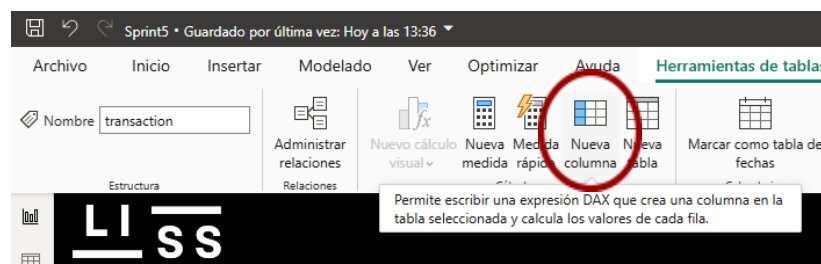 Sprint5 • Guardado por última vez: Hoy a las 13:36
Archivo Inicio Insertar Modelado Ver Optimizar Ayuda Herramientas de tablas
Nombre transaction
Administrar relaciones
Nuevo cálculo visual
Nueva medida
Medida rápida
Nueva columna
Nueva tabla
Marcar como tabla de fechas
Estructura
Relaciones
Permite escribir una expresión DAX que crea una columna en la
tabla seleccionada y calcula los valores de cada fila.
LI
SS